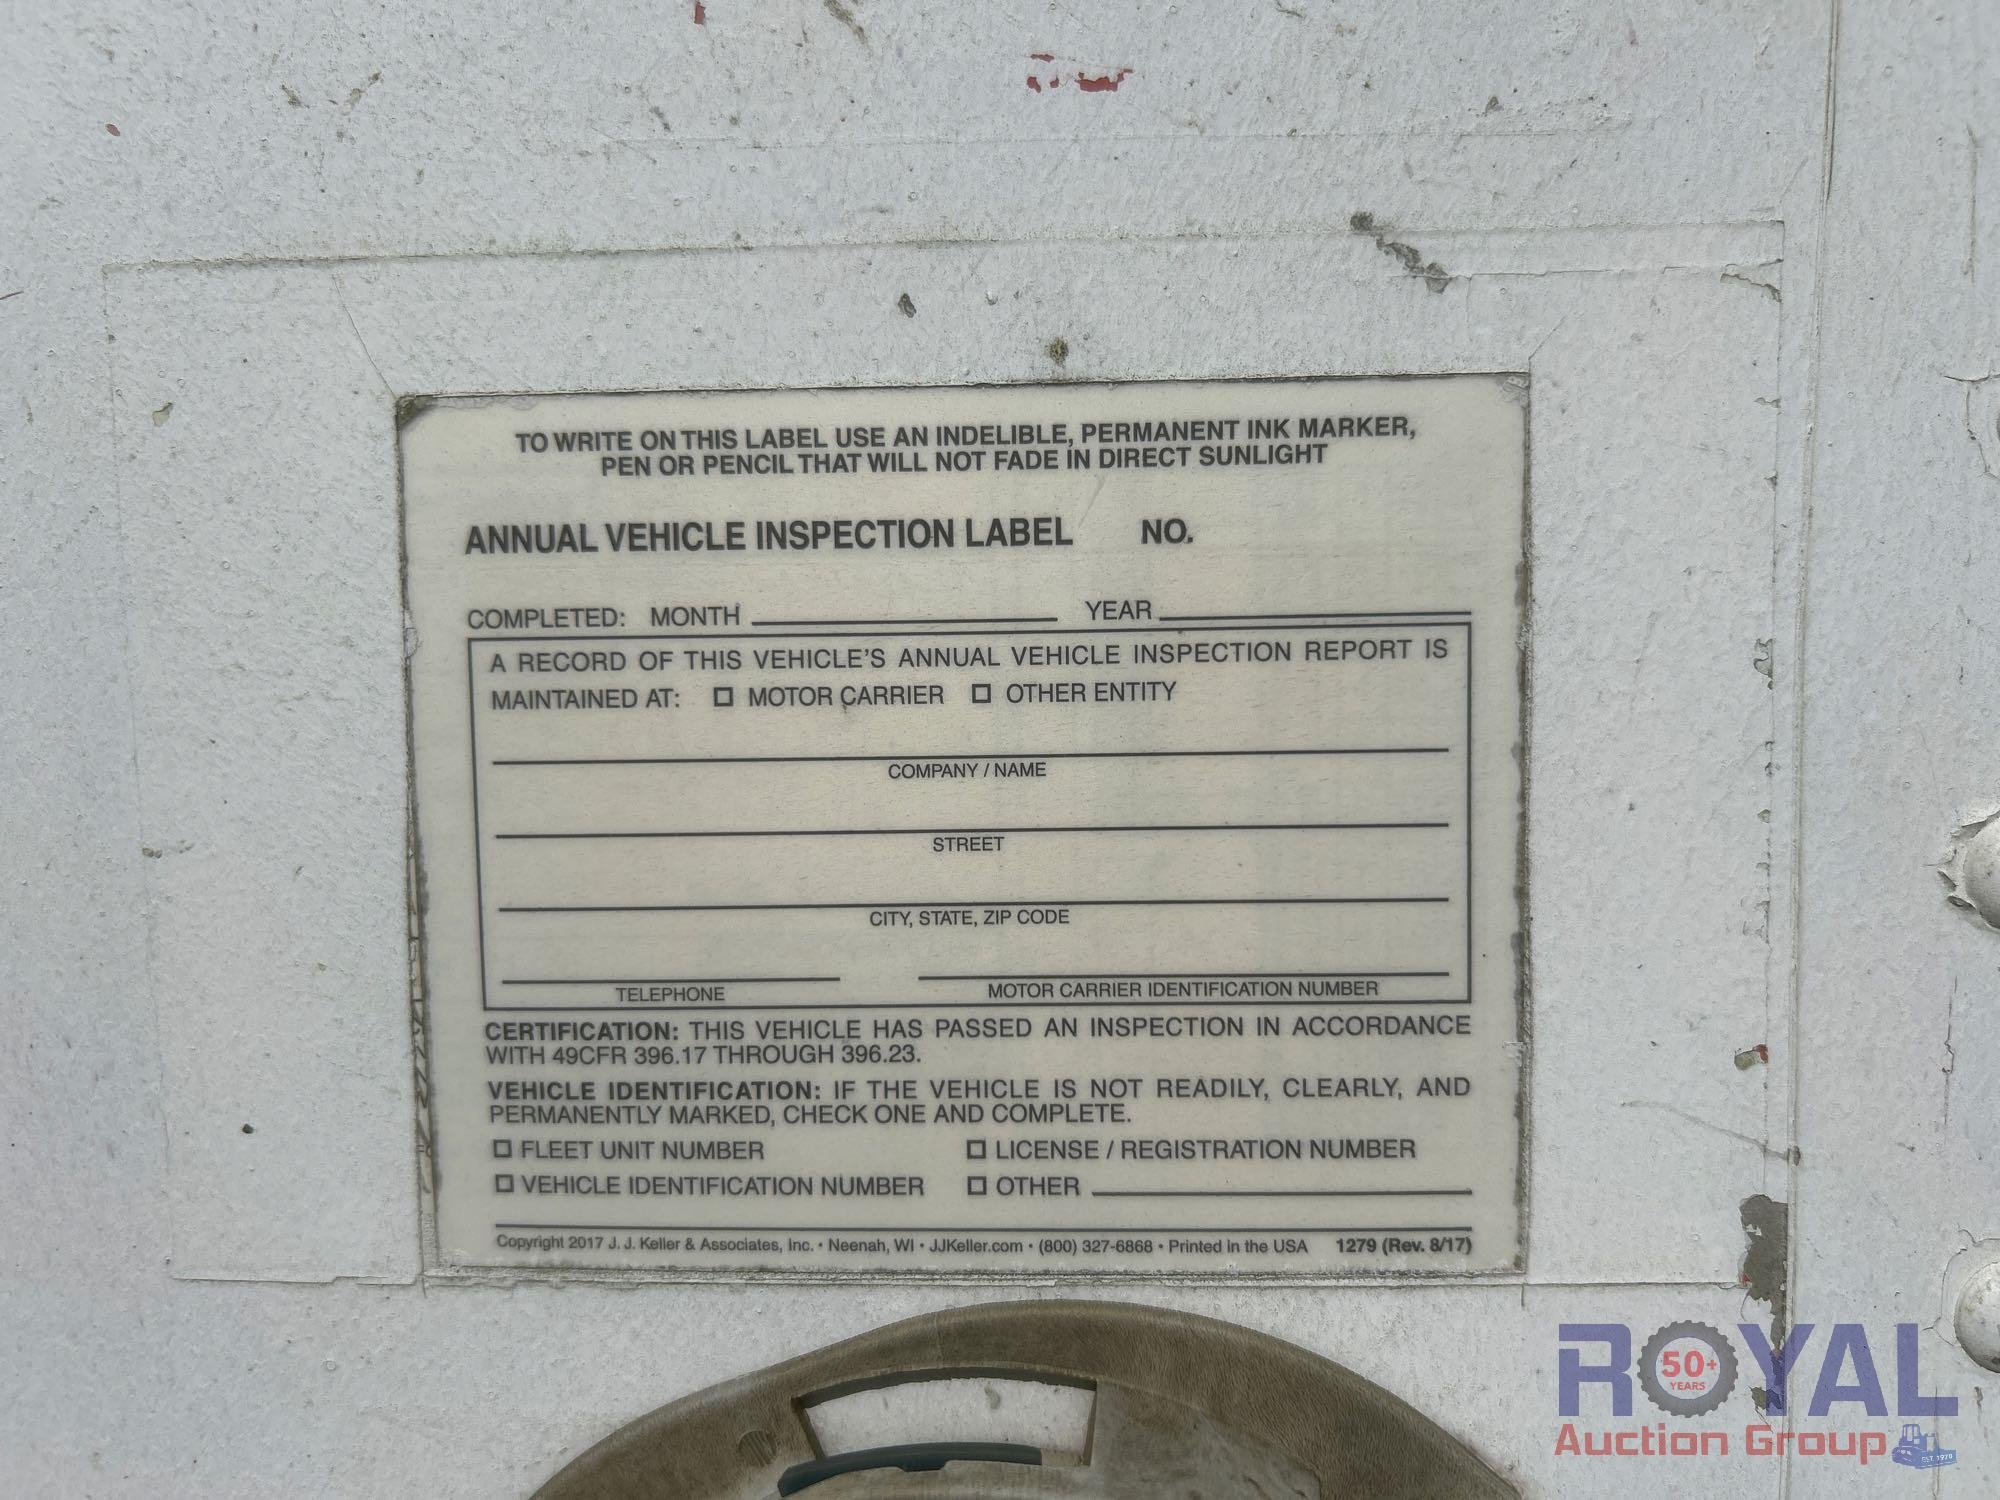 TO WRITE ON THIS LABEL USE AN INDELIBLE, PERMANENT INK MARKER,
PEN OR PENCIL THAT WILL NOT FADE IN DIRECT SUNLIGHT
ANNUAL VEHICLE INSPECTION LABEL NO.
COMPLETED: MONTH YEAR
A RECORD OF THIS VEHICLE'S ANNUAL VEHICLE INSPECTION REPORT IS
MAINTAINED AT: ☐ MOTOR CARRIER ☐ OTHER ENTITY
COMPANY / NAME
STREET
CITY, STATE, ZIP CODE
TELEPHONE MOTOR CARRIER IDENTIFICATION NUMBER
CERTIFICATION: THIS VEHICLE HAS PASSED AN INSPECTION IN ACCORDANCE
WITH 49CFR 396.17 THROUGH 396.23.
VEHICLE IDENTIFICATION: IF THE VEHICLE IS NOT READILY, CLEARLY, AND
PERMANENTLY MARKED, CHECK ONE AND COMPLETE.
☐ FLEET UNIT NUMBER ☐ LICENSE / REGISTRATION NUMBER
☐ VEHICLE IDENTIFICATION NUMBER ☐ OTHER
Copyright 2017 J. J. Keller & Associates, Inc. • Neenah, WI • JJKeller.com • (800) 327-6868 • Printed in the USA 1279 (Rev. 8/17)
ROYAL
50+
YEARS
Auction Group
EST. 1970